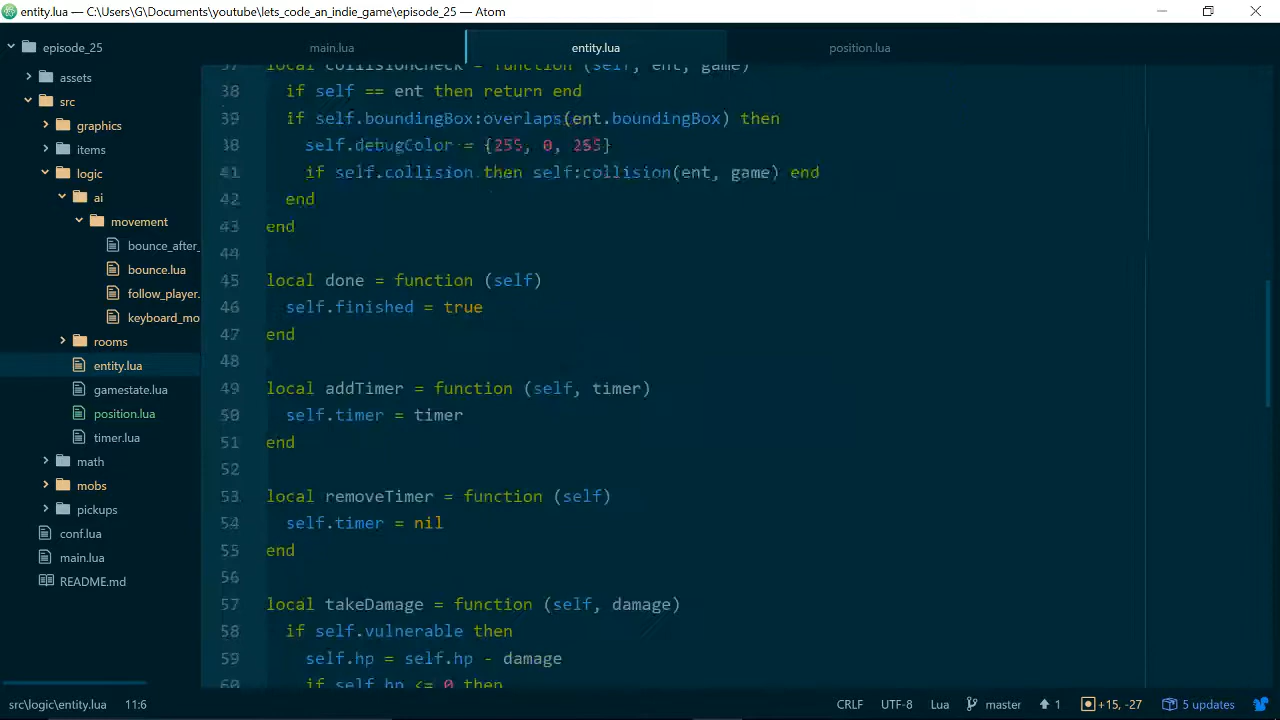 entity.lua — C:\Users\G\Documents\youtube\lets_code_an_indie_game\episode_25 — Atom
episode_25
main.lua
entity.lua
position.lua
assets
src
graphics
items
logic
ai
movement
bounce_after_
bounce.lua
follow_player.
keyboard_mo
rooms
entity.lua
gamestate.lua
position.lua
timer.lua
math
mobs
pickups
conf.lua
main.lua
README.md
37 local collisionCheck = function (self, ent, game)
38 if self == ent then return end
39 if self.boundingBox:overlaps(ent.boundingBox) then
self.debugColor = {255, 0, 255}
41 if self.collision then self:collision(ent, game) end
42 end
43 end
44
45 local done = function (self)
46 self.finished = true
47 end
48
49 local addTimer = function (self, timer)
50 self.timer = timer
51 end
52
53 local removeTimer = function (self)
54 self.timer = nil
55 end
56
57 local takeDamage = function (self, damage)
58 if self.vulnerable then
59 self.hp = self.hp - damage
60 if self.hp <= 0 then
src\logic\entity.lua 11:6 CRLF UTF-8 Lua master 1 +15, -27 5 updates